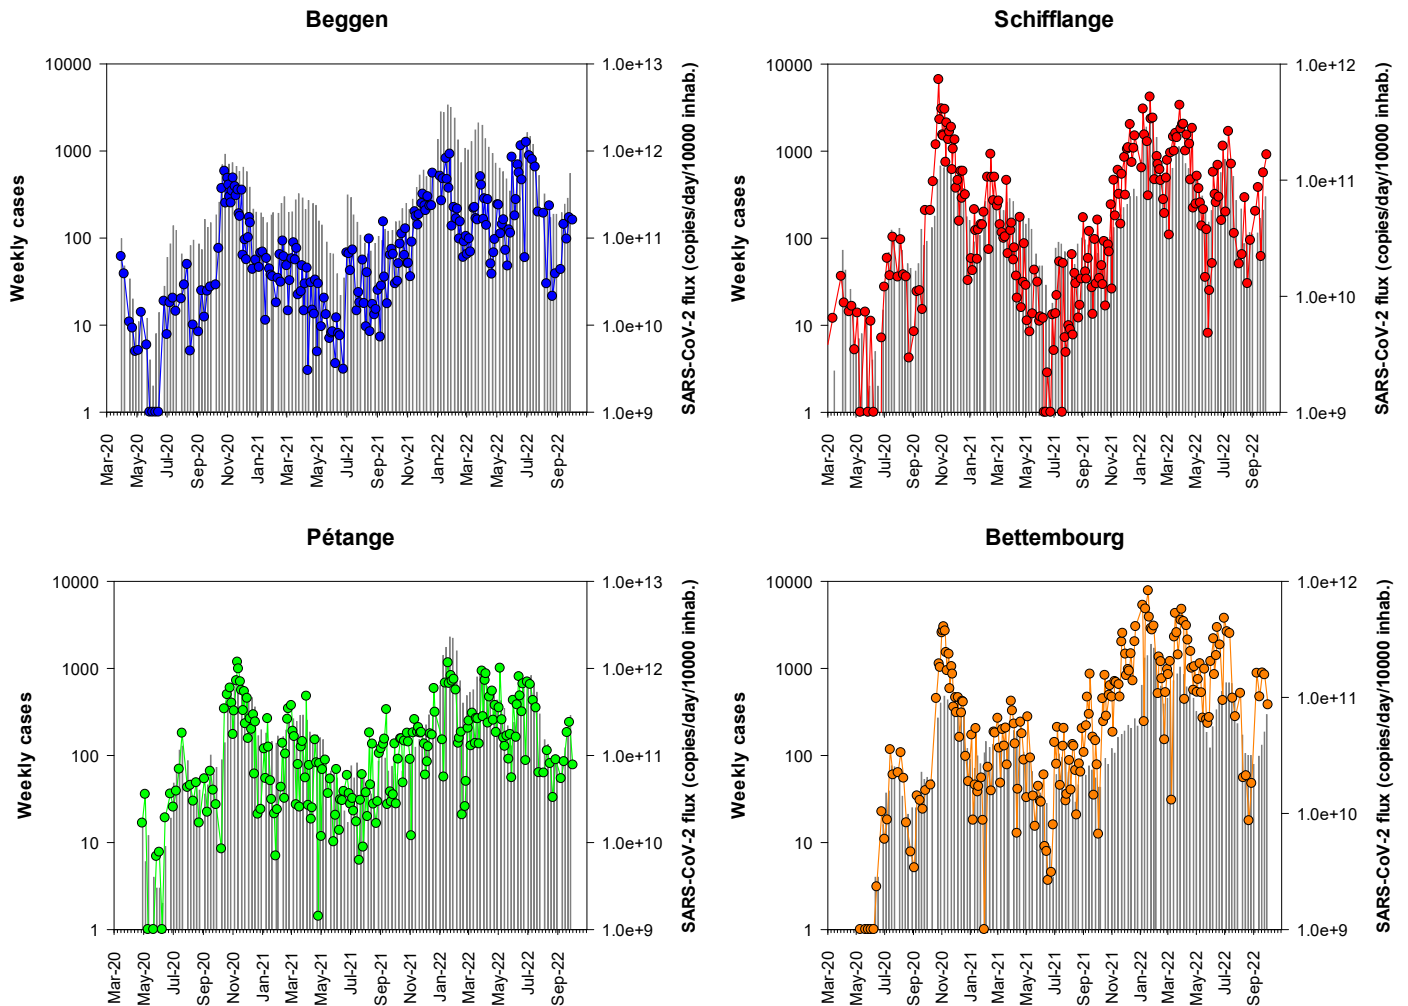 Beggen
10000
1000
100
10
1
Weekly cases
1.0e+13
1.0e+12
1.0e+11
1.0e+10
1.0e+9
SARS-CoV-2 flux (copies/day/10000 inhab.)
Mar-20
May-20
Jul-20
Sep-20
Nov-20
Jan-21
Mar-21
May-21
Jul-21
Sep-21
Nov-21
Jan-22
Mar-22
May-22
Jul-22
Sep-22
Schifflange
10000
1000
100
10
1
Weekly cases
1.0e+12
1.0e+11
1.0e+10
1.0e+9
SARS-CoV-2 flux (copies/day/10000 inhab.)
Mar-20
May-20
Jul-20
Sep-20
Nov-20
Jan-21
Mar-21
May-21
Jul-21
Sep-21
Nov-21
Jan-22
Mar-22
May-22
Jul-22
Sep-22
Pétange
10000
1000
100
10
1
Weekly cases
1.0e+13
1.0e+12
1.0e+11
1.0e+10
1.0e+9
SARS-CoV-2 flux (copies/day/10000 inhab.)
Mar-20
May-20
Jul-20
Sep-20
Nov-20
Jan-21
Mar-21
May-21
Jul-21
Sep-21
Nov-21
Jan-22
Mar-22
May-22
Jul-22
Sep-22
Bettembourg
10000
1000
100
10
1
Weekly cases
1.0e+12
1.0e+11
1.0e+10
1.0e+9
SARS-CoV-2 flux (copies/day/10000 inhab.)
Mar-20
May-20
Jul-20
Sep-20
Nov-20
Jan-21
Mar-21
May-21
Jul-21
Sep-21
Nov-21
Jan-22
Mar-22
May-22
Jul-22
Sep-22